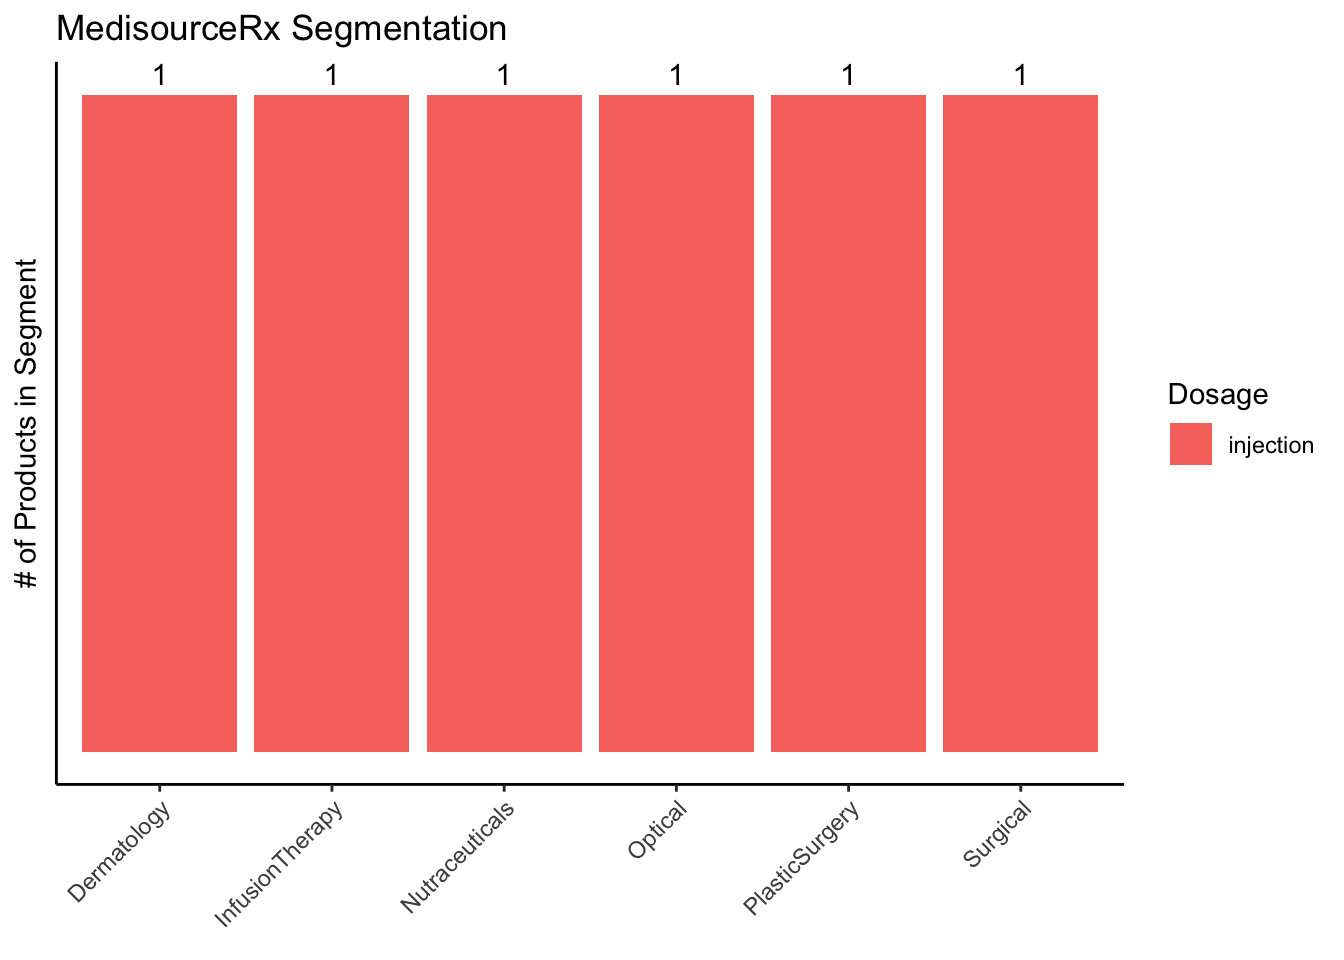 MedisourceRx Segmentation
1 1 1 1 1 1
# of Products in Segment
Dosage
injection
Dermatology
InfusionTherapy
Nutraceuticals
Optical
PlasticSurgery
Surgical